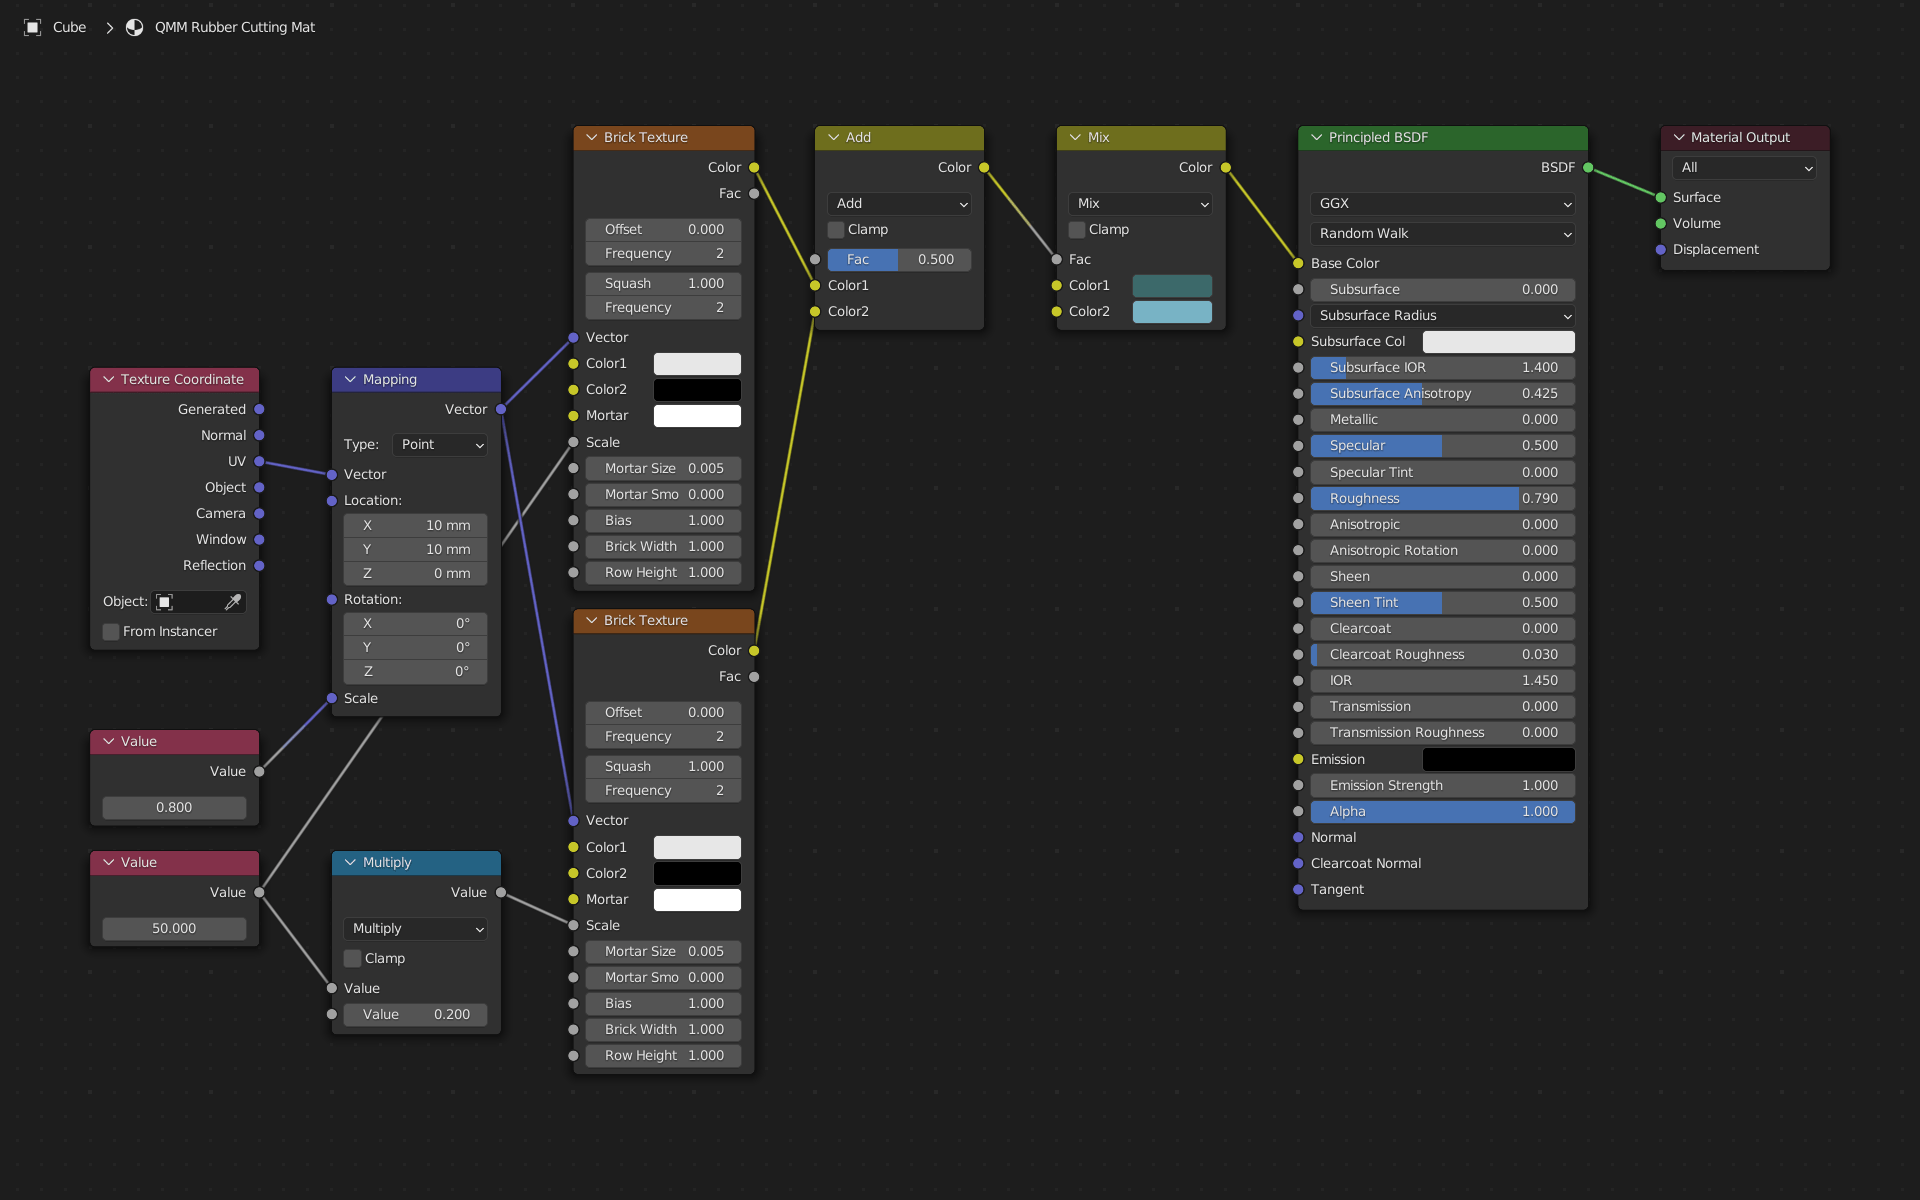 Cube > QMM Rubber Cutting Mat
Texture Coordinate
Generated
Normal
UV
Object
Camera
Window
Reflection
Object:
From Instancer
Value
Value
0.800
Value
Value
50.000
Mapping
Vector
Type: Point
Vector
Location:
X 10 mm
Y 10 mm
Z 0 mm
Rotation:
X 0°
Y 0°
Z 0°
Scale
Multiply
Value
Multiply
Clamp
Value
Value 0.200
Brick Texture
Color
Fac
Offset 0.000
Frequency 2
Squash 1.000
Frequency 2
Vector
Color1
Color2
Mortar
Scale
Mortar Size 0.005
Mortar Smo 0.000
Bias 1.000
Brick Width 1.000
Row Height 1.000
Brick Texture
Color
Fac
Offset 0.000
Frequency 2
Squash 1.000
Frequency 2
Vector
Color1
Color2
Mortar
Scale
Mortar Size 0.005
Mortar Smo 0.000
Bias 1.000
Brick Width 1.000
Row Height 1.000
Add
Color
Add
Clamp
Fac 0.500
Color1
Color2
Mix
Color
Mix
Clamp
Fac
Color1
Color2
Principled BSDF
BSDF
GGX
Random Walk
Base Color
Subsurface 0.000
Subsurface Radius
Subsurface Col
Subsurface IOR 1.400
Subsurface Anisotropy 0.425
Metallic 0.000
Specular 0.500
Specular Tint 0.000
Roughness 0.790
Anisotropic 0.000
Anisotropic Rotation 0.000
Sheen 0.000
Sheen Tint 0.500
Clearcoat 0.000
Clearcoat Roughness 0.030
IOR 1.450
Transmission 0.000
Transmission Roughness 0.000
Emission
Emission Strength 1.000
Alpha 1.000
Normal
Clearcoat Normal
Tangent
Material Output
All
Surface
Volume
Displacement